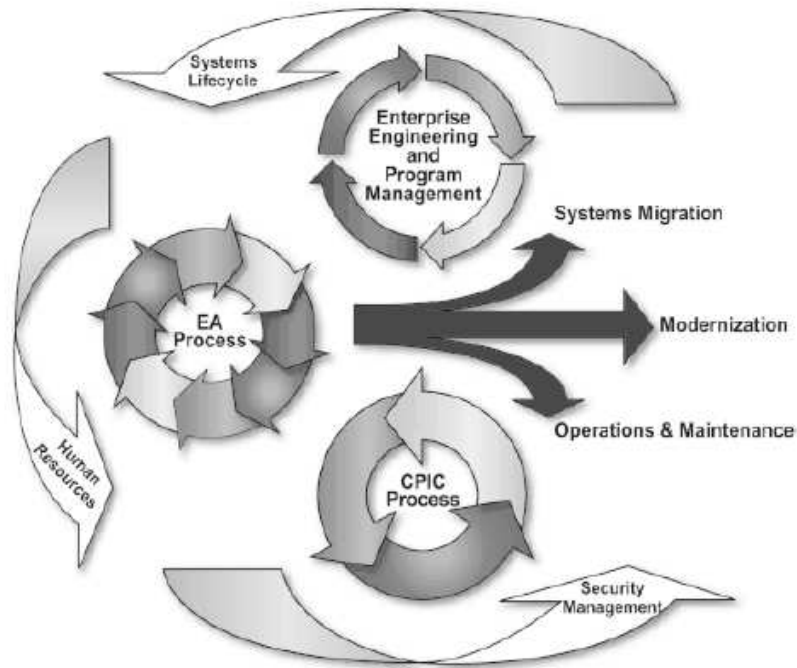 Systems
Lifecycle
Enterprise
Engineering
and
Program
Management
Systems Migration
EA
Process
Modernization
Operations & Maintenance
Human
Resources
CPIC
Process
Security
Management